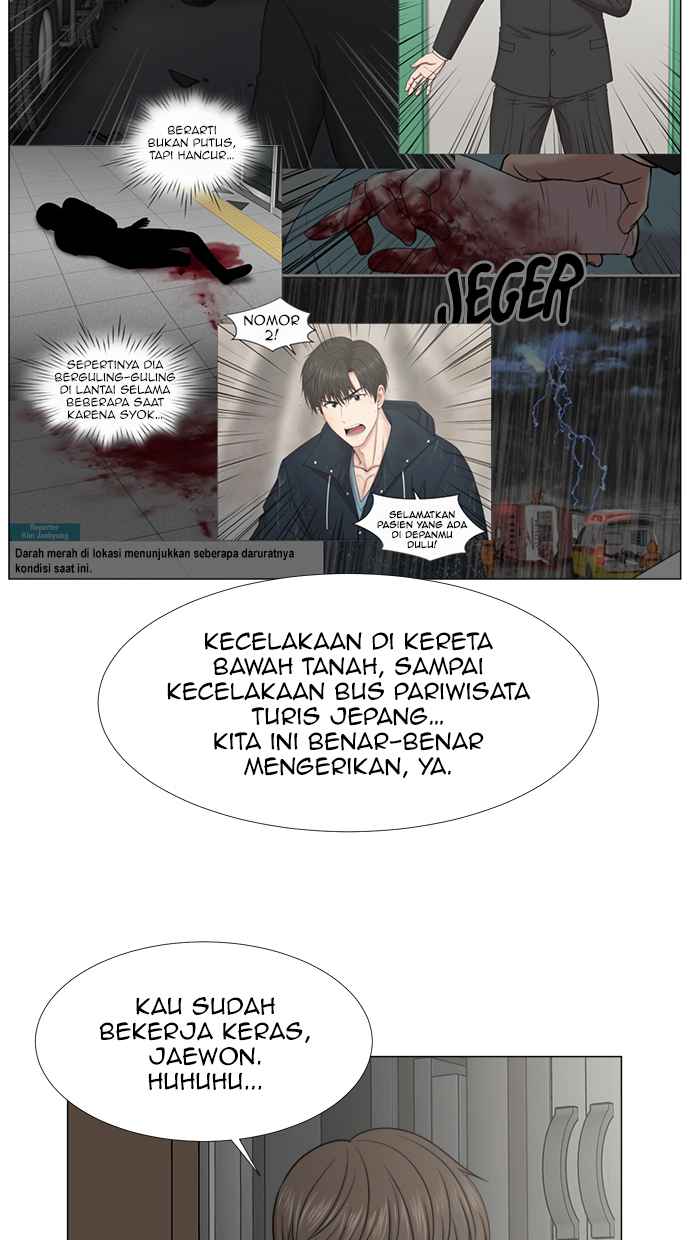 BERARTI
BUKAN PUTUS,
TAPI HANCUR...
JEGER
NOMOR
2!
SEPERTINYA DIA
BERGULING-GULING
DI LANTAI SELAMA
BEBERAPA SAAT
KARENA SYOK...
SELAMATKAN
PASIEN YANG ADA
DI DEPANMU
DULU!
Reporter
Kim Jaehyung
Darah merah di lokasi menunjukkan seberapa daruratnya
kondisi saat ini.
KECELAKAAN DI KERETA
BAWAH TANAH, SAMPAI
KECELAKAAN BUS PARIWISATA
TURIS JEPANG...
KITA INI BENAR-BENAR
MENGERIKAN, YA.
KAU SUDAH
BEKERJA KERAS,
JAEWON.
HUHUHU...